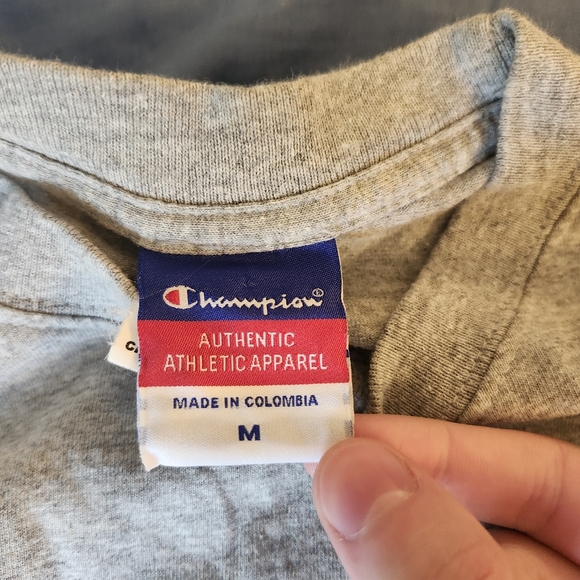 Champion®
AUTHENTIC
ATHLETIC APPAREL
MADE IN COLOMBIA
M